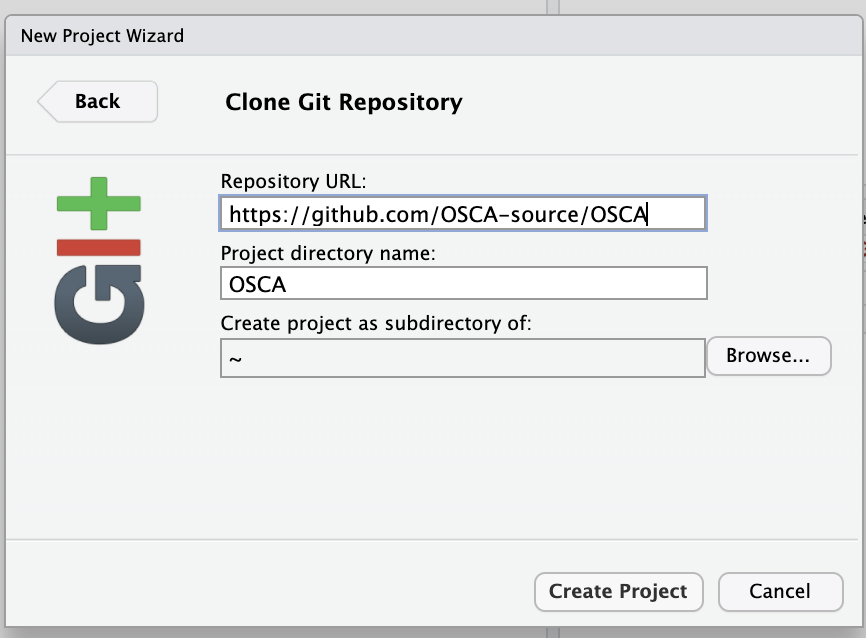 New Project Wizard
Back
Clone Git Repository
git
Repository URL:
https://github.com/OSCA-source/OSCA
Project directory name:
OSCA
Create project as subdirectory of:
~
Browse...
Create Project
Cancel